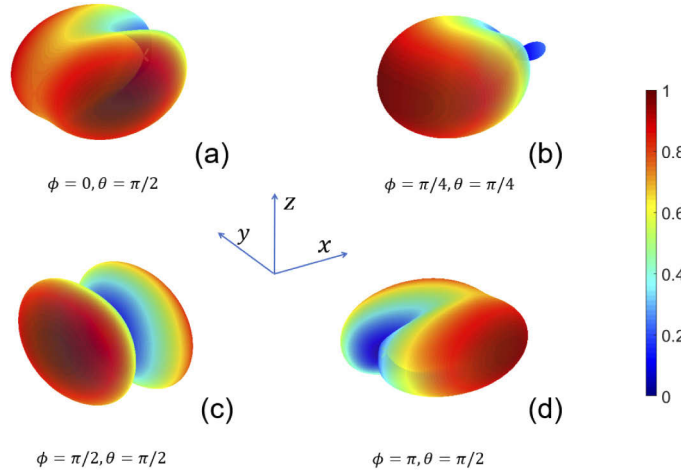 (a)
(b)
ϕ = 0, θ = π/2
ϕ = π/4, θ = π/4
z
y
x
(c)
(d)
ϕ = π/2, θ = π/2
ϕ = π, θ = π/2
1
0.8
0.6
0.4
0.2
0